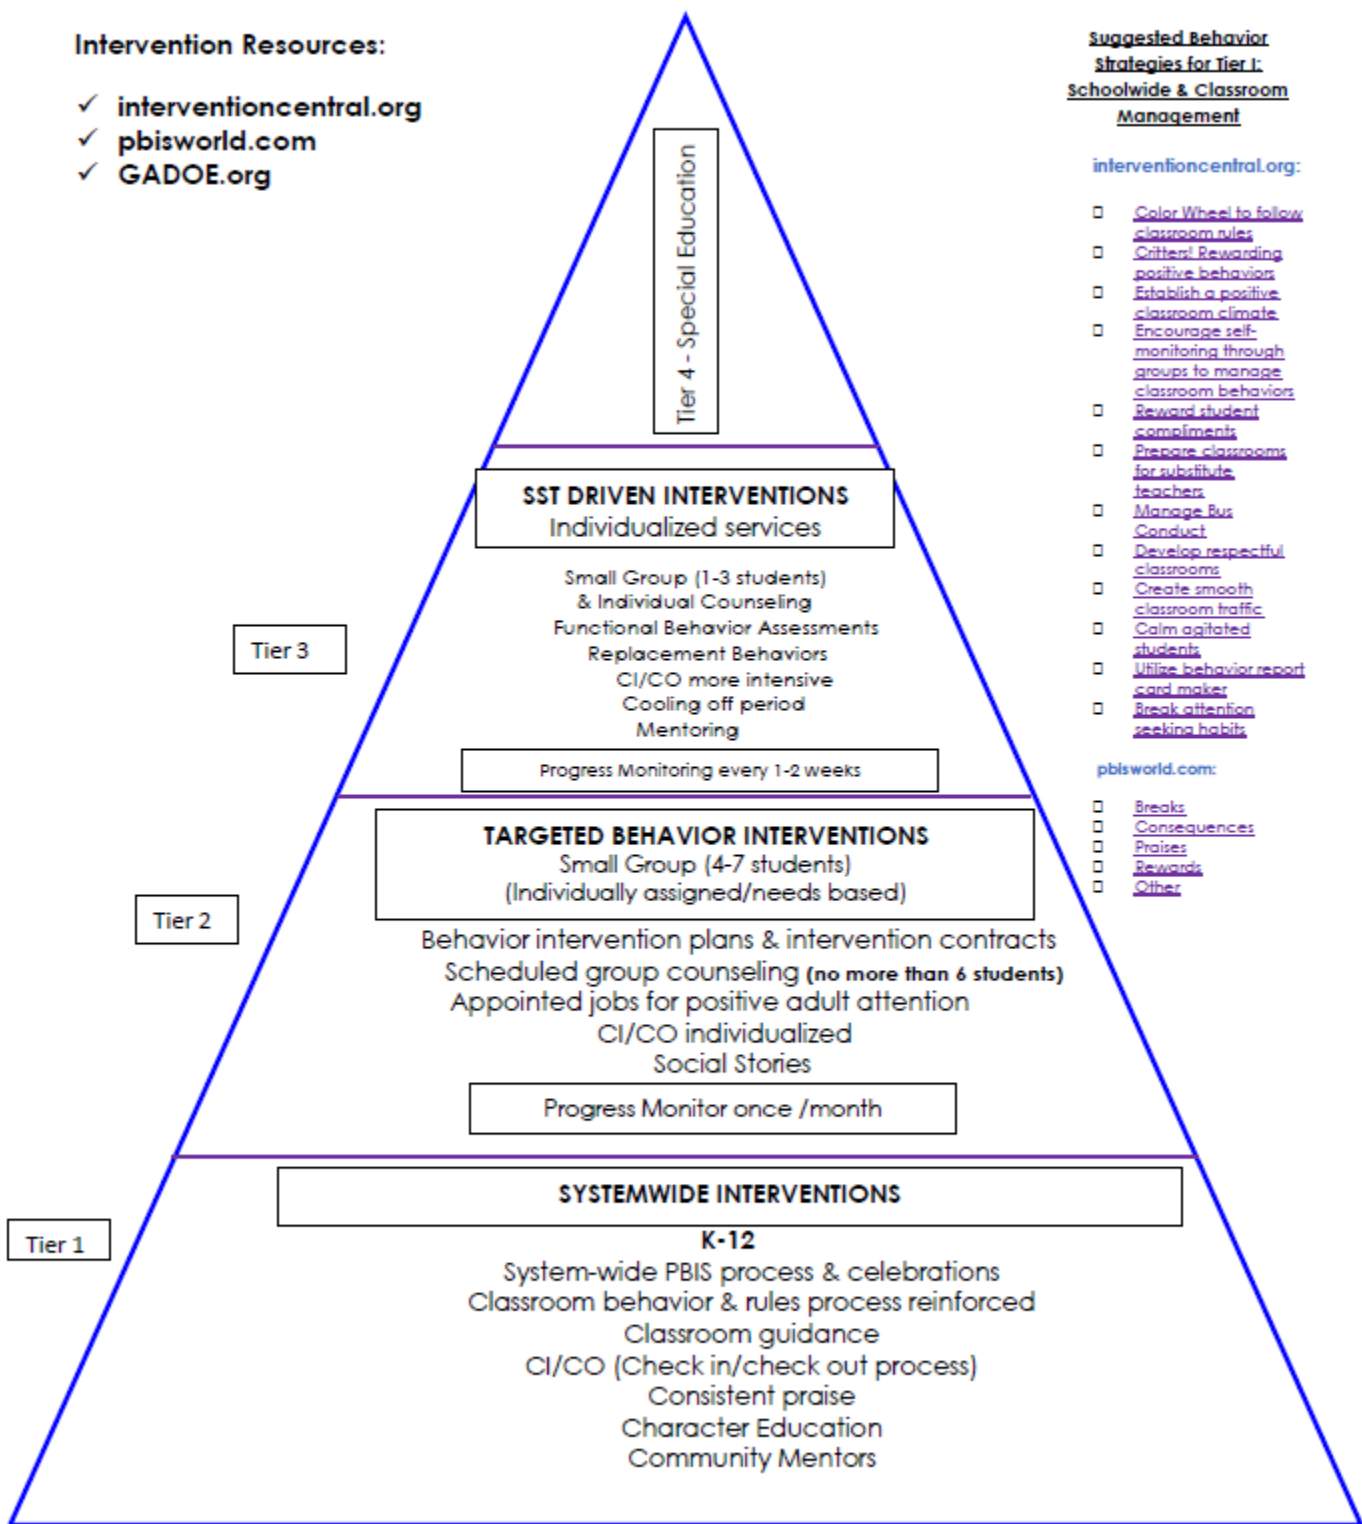 Intervention Resources:
✓ interventioncentral.org
✓ pbisworld.com
✓ GADOE.org
Suggested Behavior
Strategies for Tier I:
Schoolwide & Classroom
Management
interventioncentral.org:
Color Wheel to follow
classroom rules
Critters! Rewarding
positive behaviors
Establish a positive
classroom climate
Encourage self-
monitoring through
groups to manage
classroom behaviors
Reward student
compliments
Prepare classrooms
for substitute
teachers
Manage Bus
Conduct
Develop respectful
classrooms
Create smooth
classroom traffic
Calm agitated
students
Utilize behavior report
card maker
Break attention
seeking habits
pbisworld.com:
Breaks
Consequences
Praises
Rewards
Other
Tier 4 - Special Education
SST DRIVEN INTERVENTIONS
Individualized services
Small Group (1-3 students)
& Individual Counseling
Functional Behavior Assessments
Replacement Behaviors
CI/CO more intensive
Cooling off period
Mentoring
Tier 3
Progress Monitoring every 1-2 weeks
TARGETED BEHAVIOR INTERVENTIONS
Small Group (4-7 students)
(Individually assigned/needs based)
Tier 2
Behavior intervention plans & intervention contracts
Scheduled group counseling (no more than 6 students)
Appointed jobs for positive adult attention
CI/CO individualized
Social Stories
Progress Monitor once /month
SYSTEMWIDE INTERVENTIONS
Tier 1
K-12
System-wide PBIS process & celebrations
Classroom behavior & rules process reinforced
Classroom guidance
CI/CO (Check in/check out process)
Consistent praise
Character Education
Community Mentors